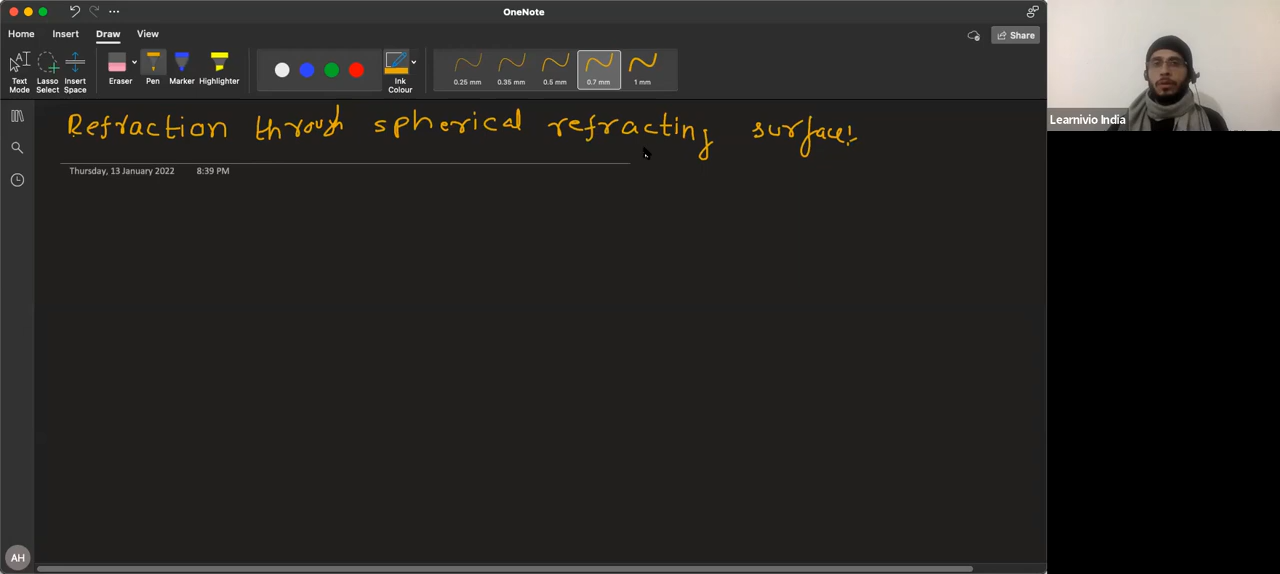 OneNote
Home Insert Draw View
Share
Text Mode
Lasso Select
Insert Space
Eraser
Pen
Marker
Highlighter
Ink Colour
0.25 mm
0.35 mm
0.5 mm
0.7 mm
1 mm
Learnivio India
Refraction through spherical refracting surface:
Thursday, 13 January 2022 8:39 PM
AH